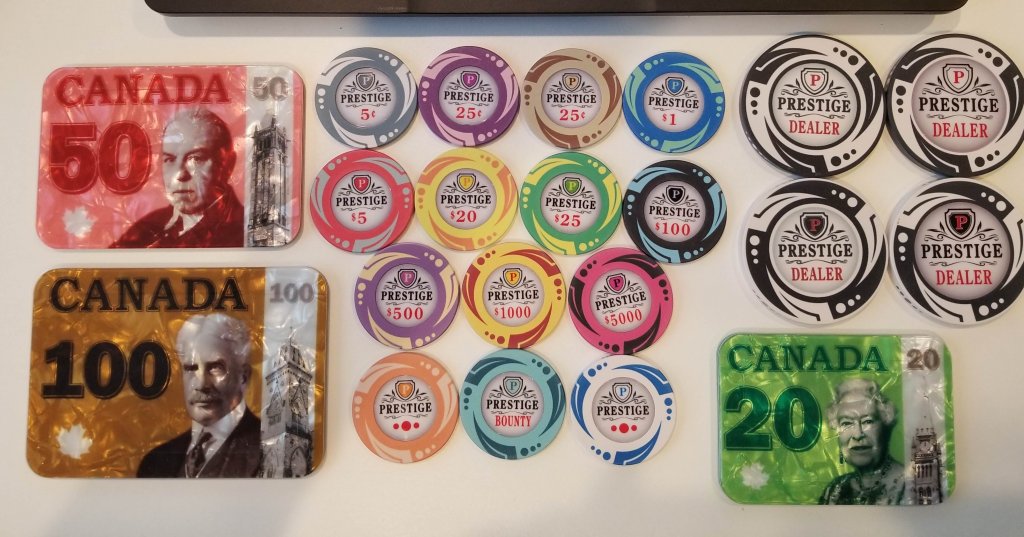 CANADA 50
50
CANADA 100
100
P
PRESTIGE
5¢
P
PRESTIGE
25¢
P
PRESTIGE
25¢
P
PRESTIGE
$1
P
PRESTIGE
$5
P
PRESTIGE
$20
P
PRESTIGE
$25
P
PRESTIGE
$100
P
PRESTIGE
$500
P
PRESTIGE
$1000
P
PRESTIGE
$5000
P
PRESTIGE
P
PRESTIGE
BOUNTY
P
PRESTIGE
P
PRESTIGE
DEALER
P
PRESTIGE
DEALER
P
PRESTIGE
DEALER
P
PRESTIGE
DEALER
CANADA 20
20